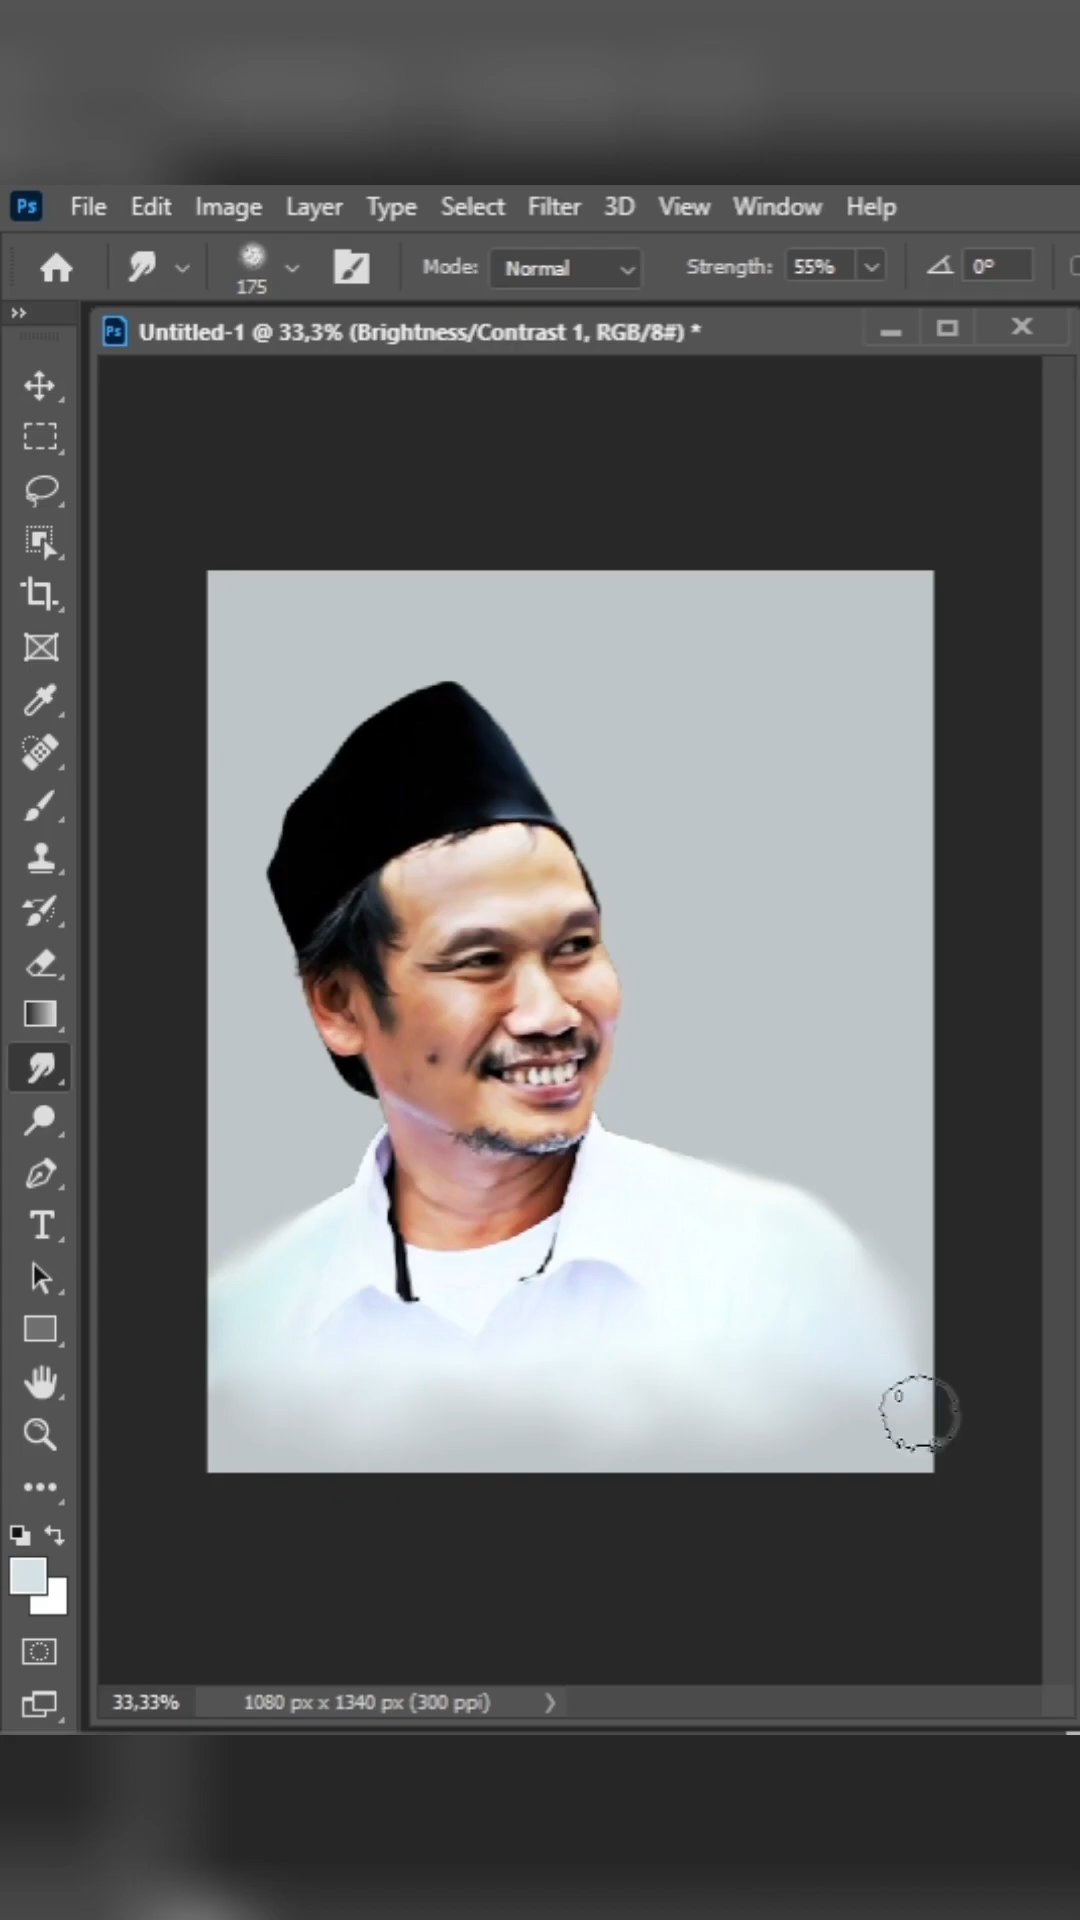 Ps File Edit Image Layer Type Select Filter 3D View Window Help
175 Mode: Normal Strength: 55% 0°
Ps Untitled-1 @ 33,3% (Brightness/Contrast 1, RGB/8#) *
T
33,33% 1080 px x 1340 px (300 ppi)